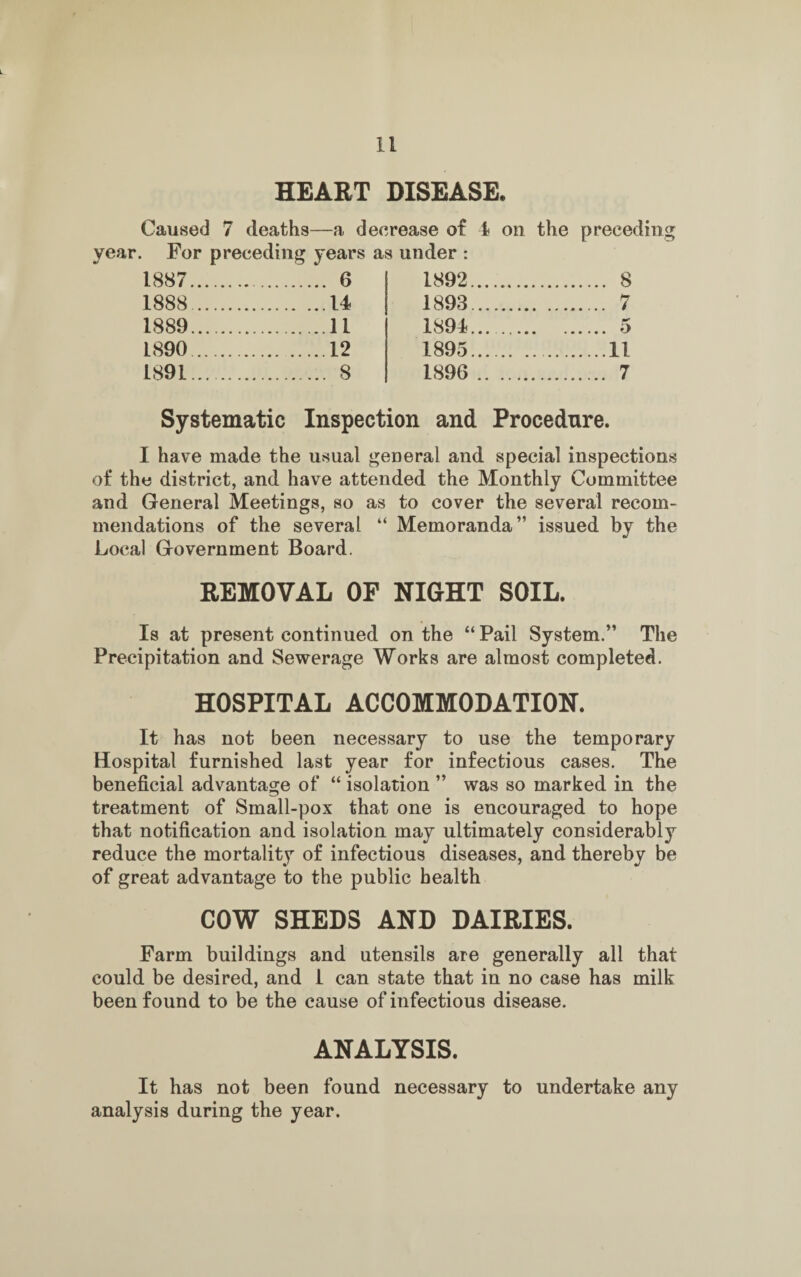 11
HEART DISEASE.
Caused 7 deaths—a decrease of 4 on the preceding
year. For preceding years as under :
1887.................... 6 1892.................... 8
1888....................14 1893.................... 7
1889....................11 1894.................... 5
1890....................12 1895....................11
1891.................... 8 1896.................... 7
Systematic Inspection and Procedure.
I have made the usual general and special inspections
of the district, and have attended the Monthly Committee
and General Meetings, so as to cover the several recom-
mendations of the several “ Memoranda” issued by the
Local Government Board.
REMOVAL OF NIGHT SOIL.
Is at present continued on the “Pail System.” The
Precipitation and Sewerage Works are almost completed.
HOSPITAL ACCOMMODATION.
It has not been necessary to use the temporary
Hospital furnished last year for infectious cases. The
beneficial advantage of “ isolation ” was so marked in the
treatment of Small-pox that one is encouraged to hope
that notification and isolation may ultimately considerably
reduce the mortality of infectious diseases, and thereby be
of great advantage to the public health
COW SHEDS AND DAIRIES.
Farm buildings and utensils are generally all that
could be desired, and I can state that in no case has milk
been found to be the cause of infectious disease.
ANALYSIS.
It has not been found necessary to undertake any
analysis during the year.